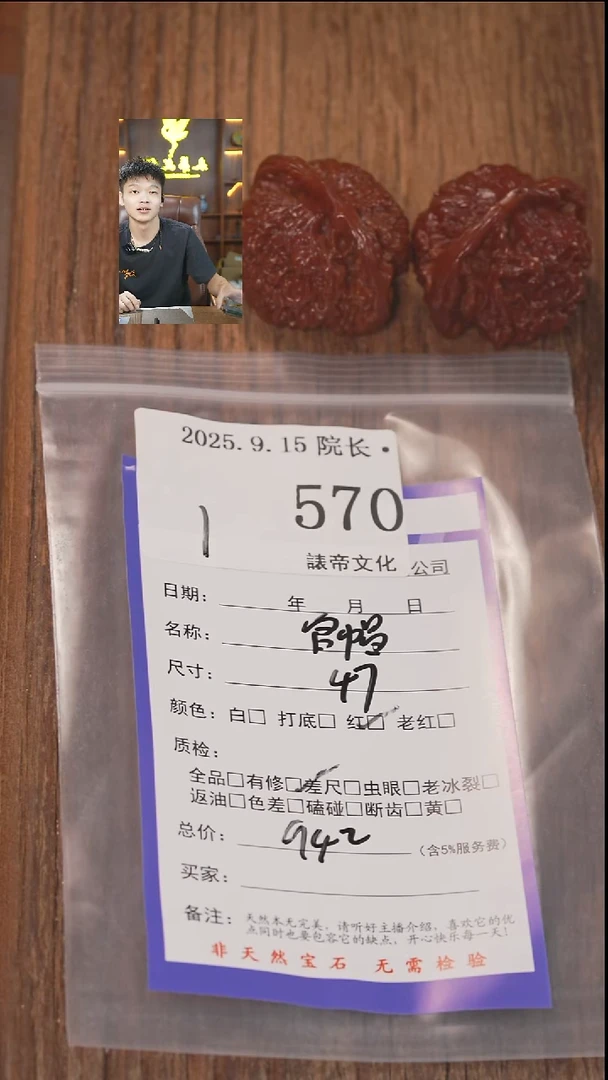 2025.9.15 院长·
570
1
諘帝文化 公司
日期： 年 月 日
名称：官帽
尺寸：47
颜色：白□ 打底□ 红☑ 老红□
质检：
全品□有修☑差尺□虫眼□老冰裂□
返油□色差□磕碰□断齿□黄□
总价：942（含5%服务费）
买家：
备注：天然本无完美，请听好主播介绍，喜欢它的优
点同时也要包容它的缺点，开心快乐每一天！
非天然宝石 无需检验